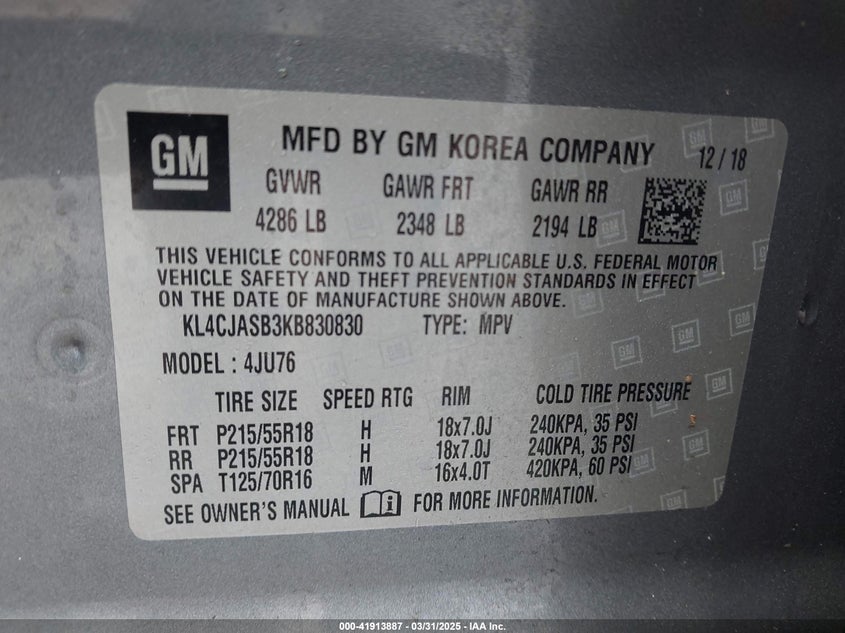 GM
MFD BY GM KOREA COMPANY 12 / 18
GVWR GAWR FRT GAWR RR
4286 LB 2348 LB 2194 LB
THIS VEHICLE CONFORMS TO ALL APPLICABLE U.S. FEDERAL MOTOR
VEHICLE SAFETY AND THEFT PREVENTION STANDARDS IN EFFECT
ON THE DATE OF MANUFACTURE SHOWN ABOVE.
KL4CJASB3KB830830 TYPE: MPV
MODEL : 4JU76
TIRE SIZE SPEED RTG RIM COLD TIRE PRESSURE
FRT P215/55R18 H 18x7.0J 240KPA, 35 PSI
RR P215/55R18 H 18x7.0J 240KPA, 35 PSI
SPA T125/70R16 M 16x4.0T 420KPA, 60 PSI
SEE OWNER'S MANUAL FOR MORE INFORMATION.
000-41913887 - 03/31/2025 - IAA Inc.